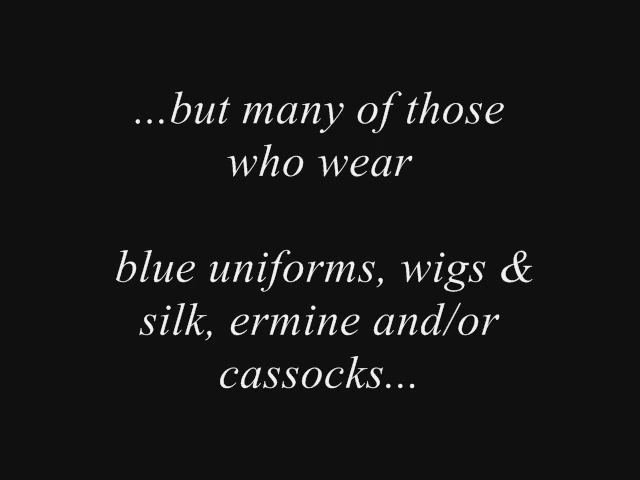 ...but many of those
who wear
blue uniforms, wigs &
silk, ermine and/or
cassocks...